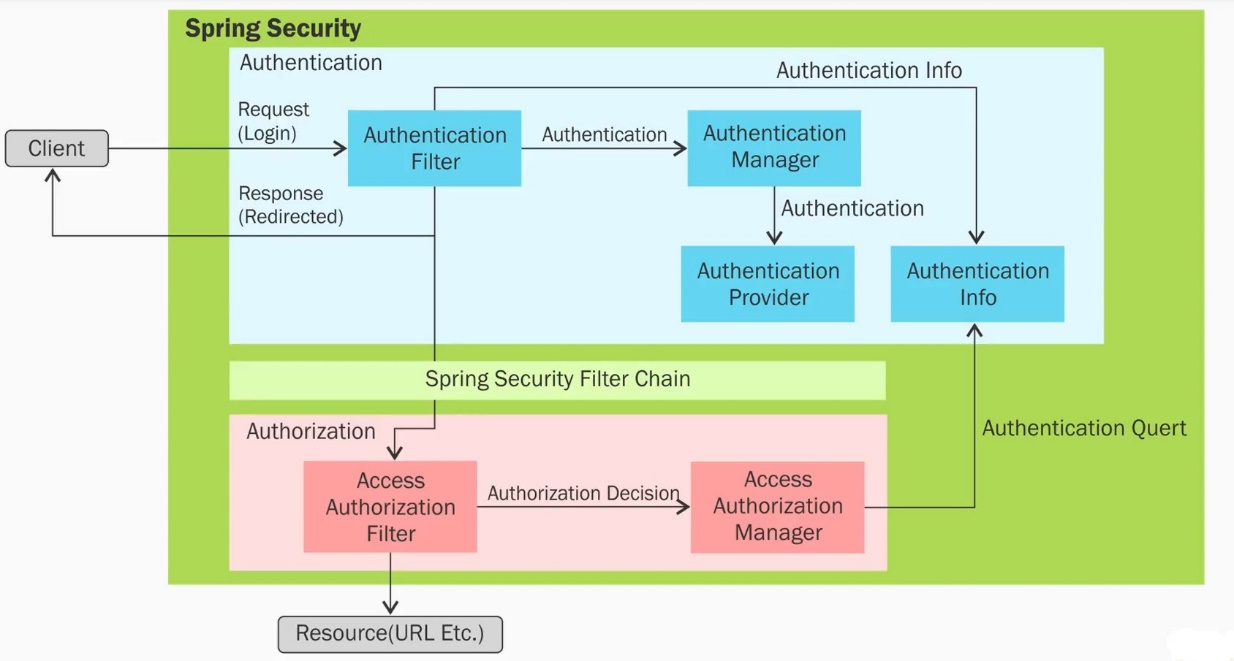 Spring Security
Authentication
Authentication Info
Request
(Login)
Client
Authentication
Filter
Authentication
Authentication
Manager
Response
(Redirected)
Authentication
Authentication
Provider
Authentication
Info
Spring Security Filter Chain
Authorization
Authentication Quert
Access
Authorization
Filter
Authorization Decision
Access
Authorization
Manager
Resource(URL Etc.)